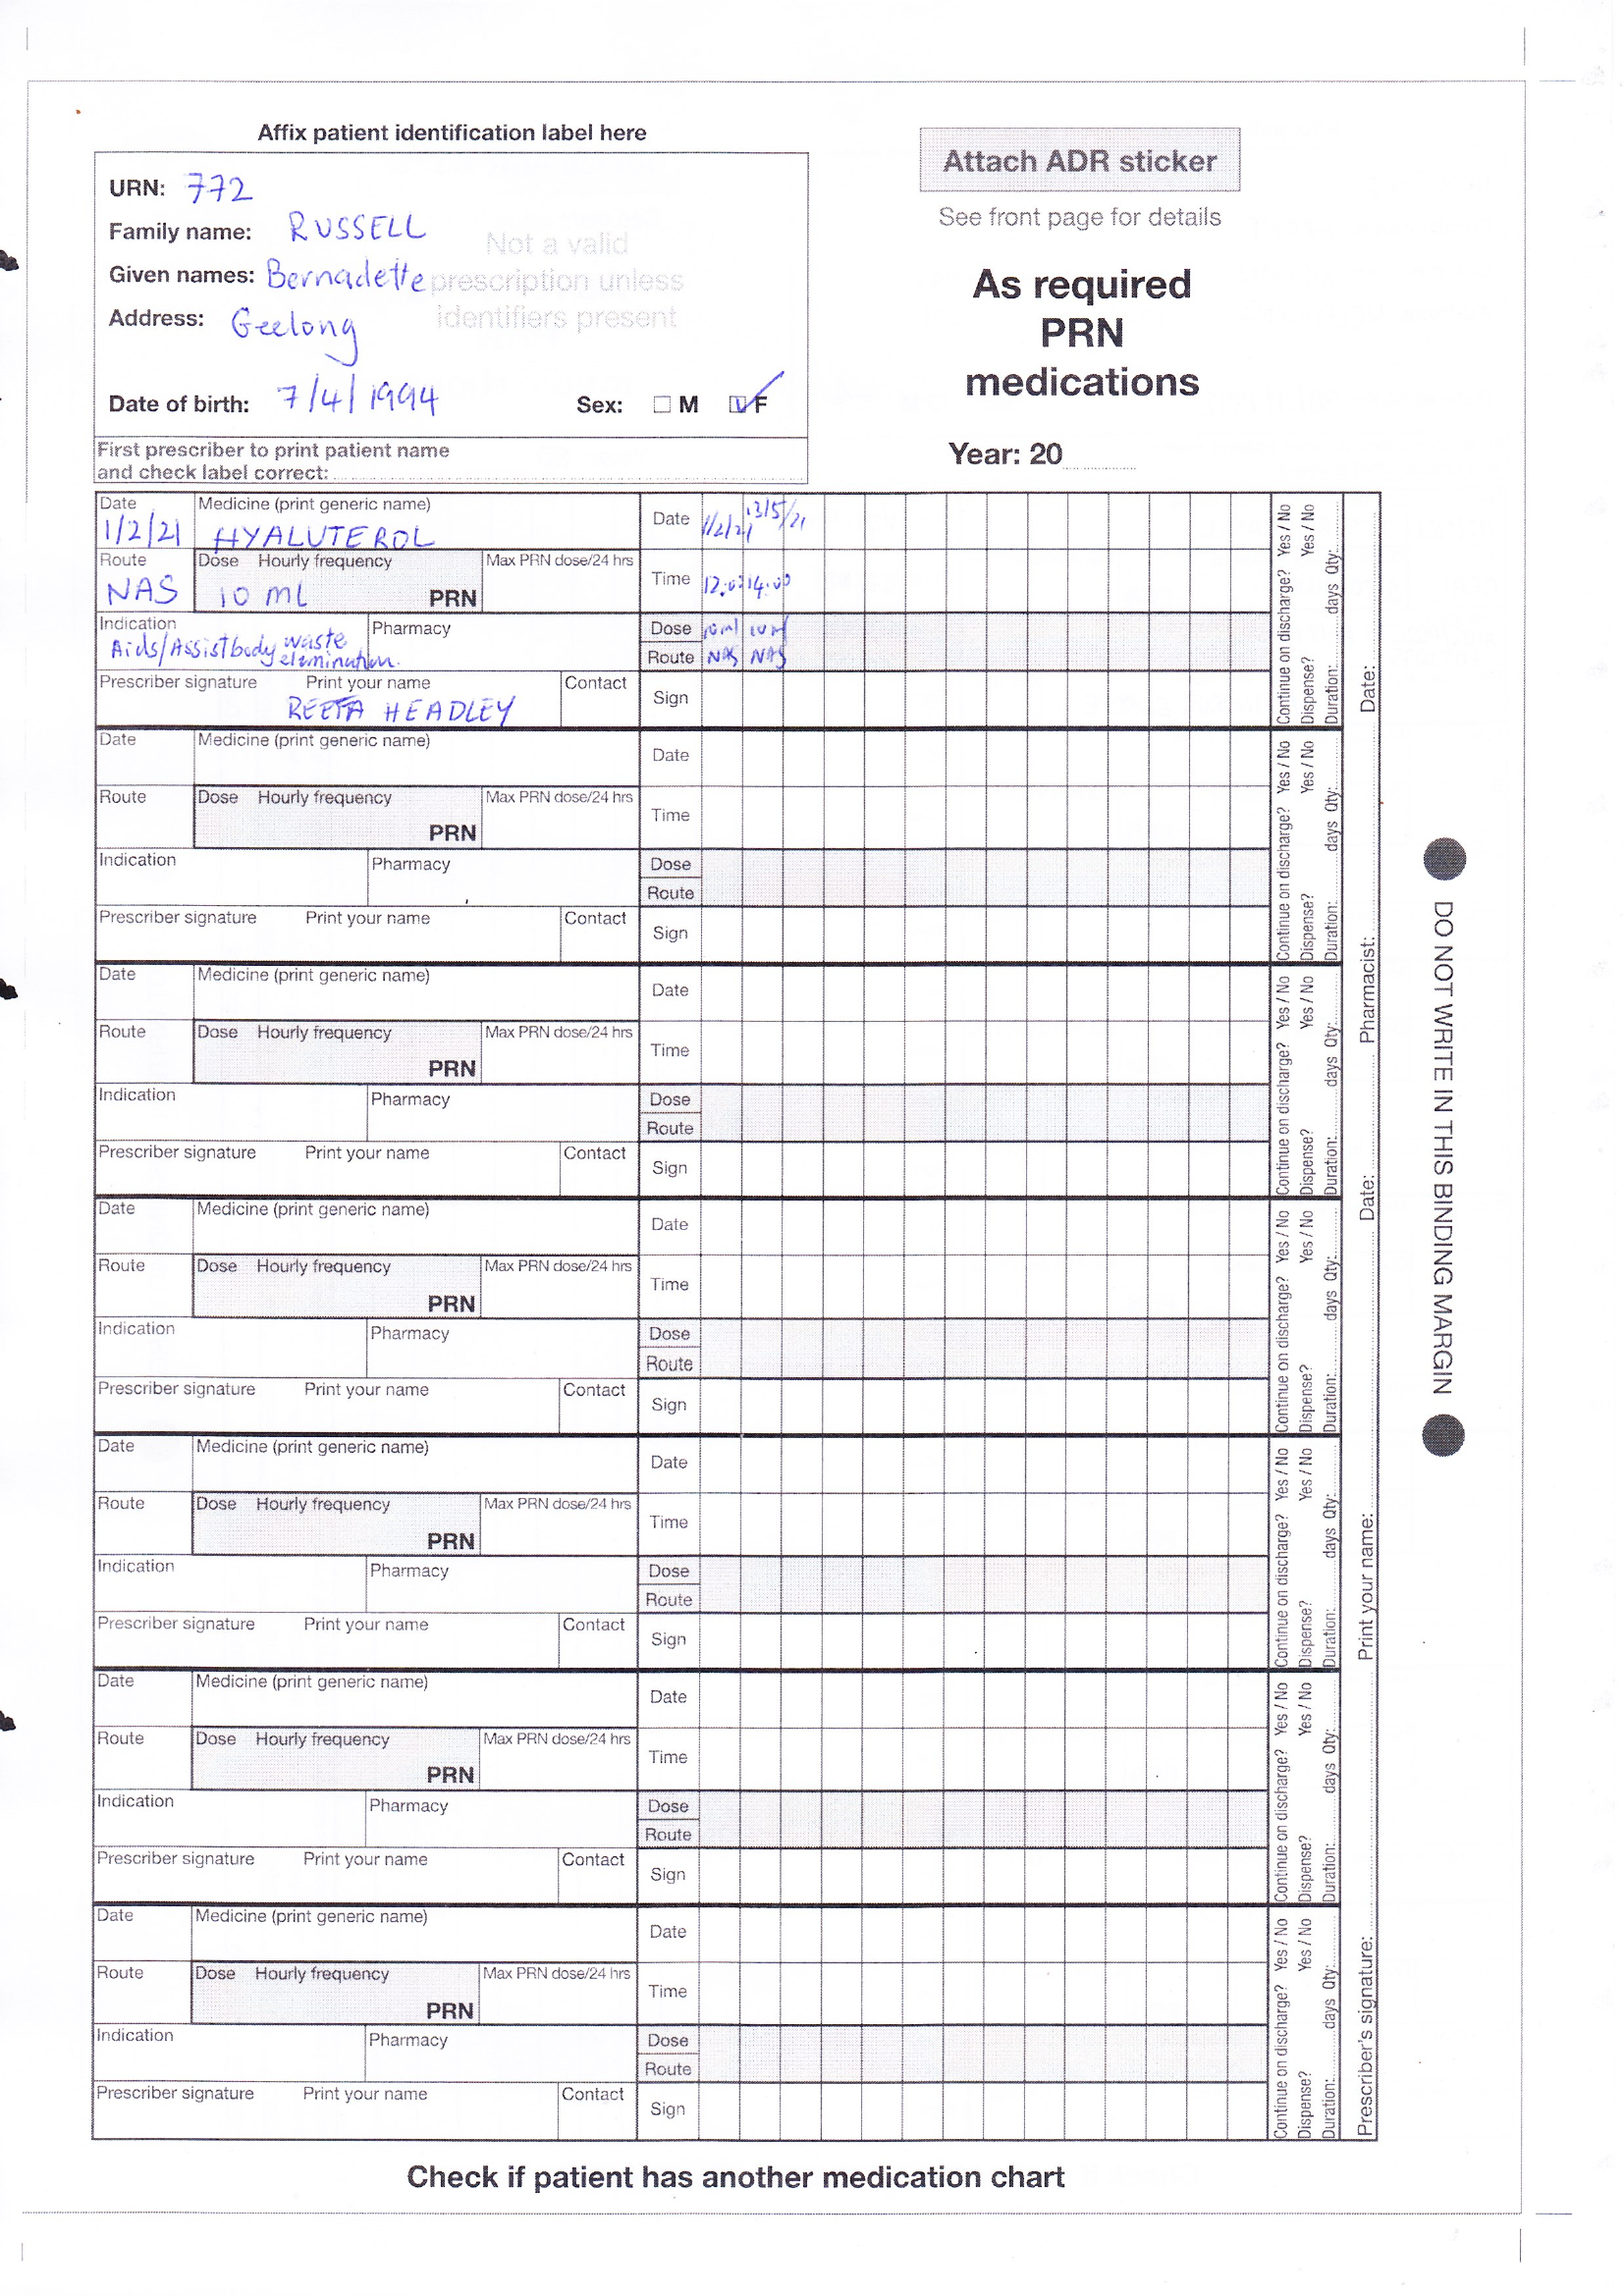 Affix patient identification label here
URN: 772
Family name: RUSSELL
Given names: Bernadette
Address: Geelong
Not a valid
prescription unless
identifiers present
Date of birth: 7/4/1994 Sex: M F
First prescriber to print patient name
and check label correct:
Attach ADR sticker
See front page for details
As required
PRN
medications
Year: 20
Date Medicine (print generic name)
1/2/21 HYALUTEROL
Date 1/2/21 13/5/21
Route Dose Hourly frequency Max PRN dose/24 hrs
NAS 10 ml PRN
Time 12.00 14.00
Indication Pharmacy
Aids/Assist body waste
elemination.
Dose 10ml 10ml
Route NAS NAS
Prescriber signature Print your name Contact
REETA HEADLEY
Sign
Continue on discharge? Yes / No
Dispense? Yes / No
Duration: days Qty:
Date Medicine (print generic name)
Date
Route Dose Hourly frequency Max PRN dose/24 hrs
PRN
Time
Indication Pharmacy
Dose
Route
Prescriber signature Print your name Contact
Sign
Continue on discharge? Yes / No
Dispense? Yes / No
Duration: days Qty:
Date Medicine (print generic name)
Date
Route Dose Hourly frequency Max PRN dose/24 hrs
PRN
Time
Indication Pharmacy
Dose
Route
Prescriber signature Print your name Contact
Sign
Continue on discharge? Yes / No
Dispense? Yes / No
Duration: days Qty:
Date Medicine (print generic name)
Date
Route Dose Hourly frequency Max PRN dose/24 hrs
PRN
Time
Indication Pharmacy
Dose
Route
Prescriber signature Print your name Contact
Sign
Continue on discharge? Yes / No
Dispense? Yes / No
Duration: days Qty:
Date Medicine (print generic name)
Date
Route Dose Hourly frequency Max PRN dose/24 hrs
PRN
Time
Indication Pharmacy
Dose
Route
Prescriber signature Print your name Contact
Sign
Continue on discharge? Yes / No
Dispense? Yes / No
Duration: days Qty:
Date Medicine (print generic name)
Date
Route Dose Hourly frequency Max PRN dose/24 hrs
PRN
Time
Indication Pharmacy
Dose
Route
Prescriber signature Print your name Contact
Sign
Continue on discharge? Yes / No
Dispense? Yes / No
Duration: days Qty:
Date Medicine (print generic name)
Date
Route Dose Hourly frequency Max PRN dose/24 hrs
PRN
Time
Indication Pharmacy
Dose
Route
Prescriber signature Print your name Contact
Sign
Continue on discharge? Yes / No
Dispense? Yes / No
Duration: days Qty:
Prescriber's signature: Print your name: Date: Pharmacist: Date:
DO NOT WRITE IN THIS BINDING MARGIN
Check if patient has another medication chart